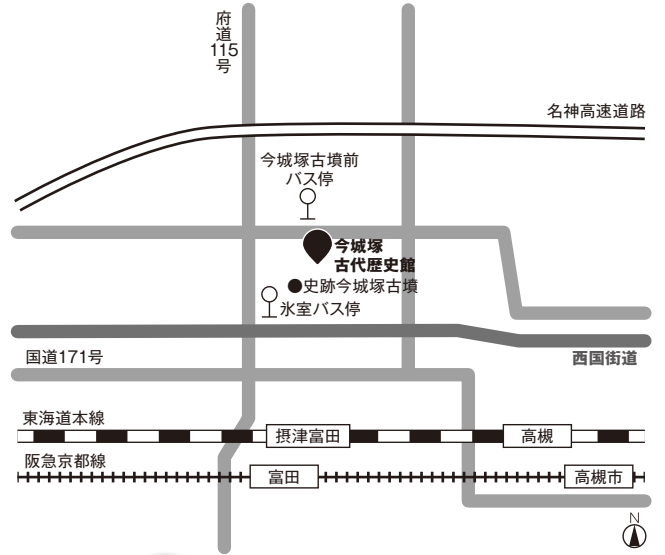 府道115号
名神高速道路
今城塚古墳前
バス停
今城塚
古代歴史館
史跡今城塚古墳
氷室バス停
国道171号
西国街道
東海道本線
摂津富田
高槻
阪急京都線
富田
高槻市
N